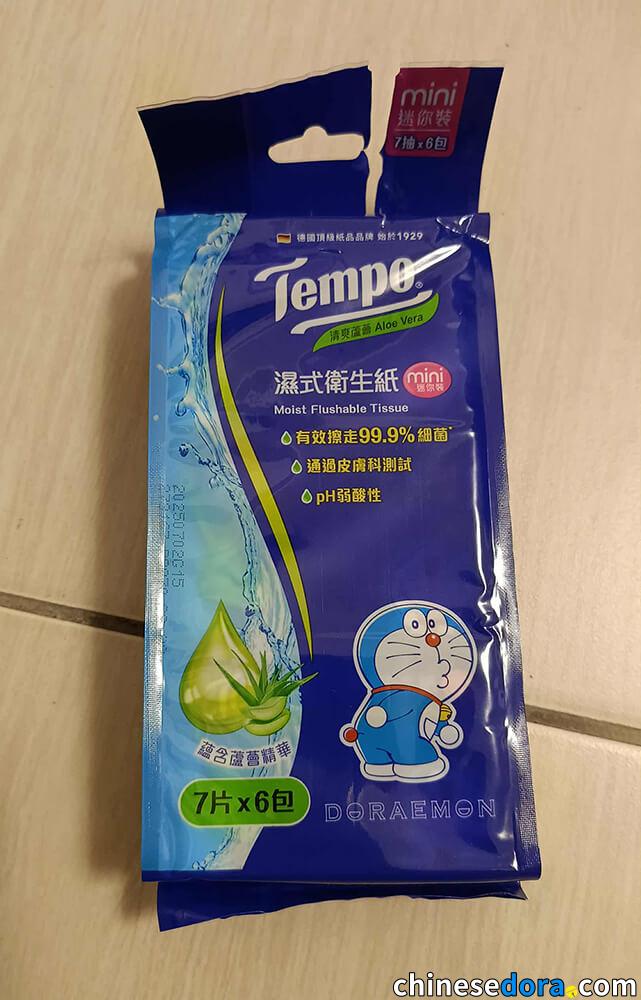 mini
迷你裝
7抽x6包
德國頂級紙品品牌 始於1929
Tempo®
清爽蘆薈 Aloe Vera
濕式衛生紙 mini 迷你裝
Moist Flushable Tissue
有效擦走99.9%細菌*
通過皮膚科測試
pH弱酸性
20250702G15
蘊含蘆薈精華
7片x6包
DORAEMON
chinesedora.com